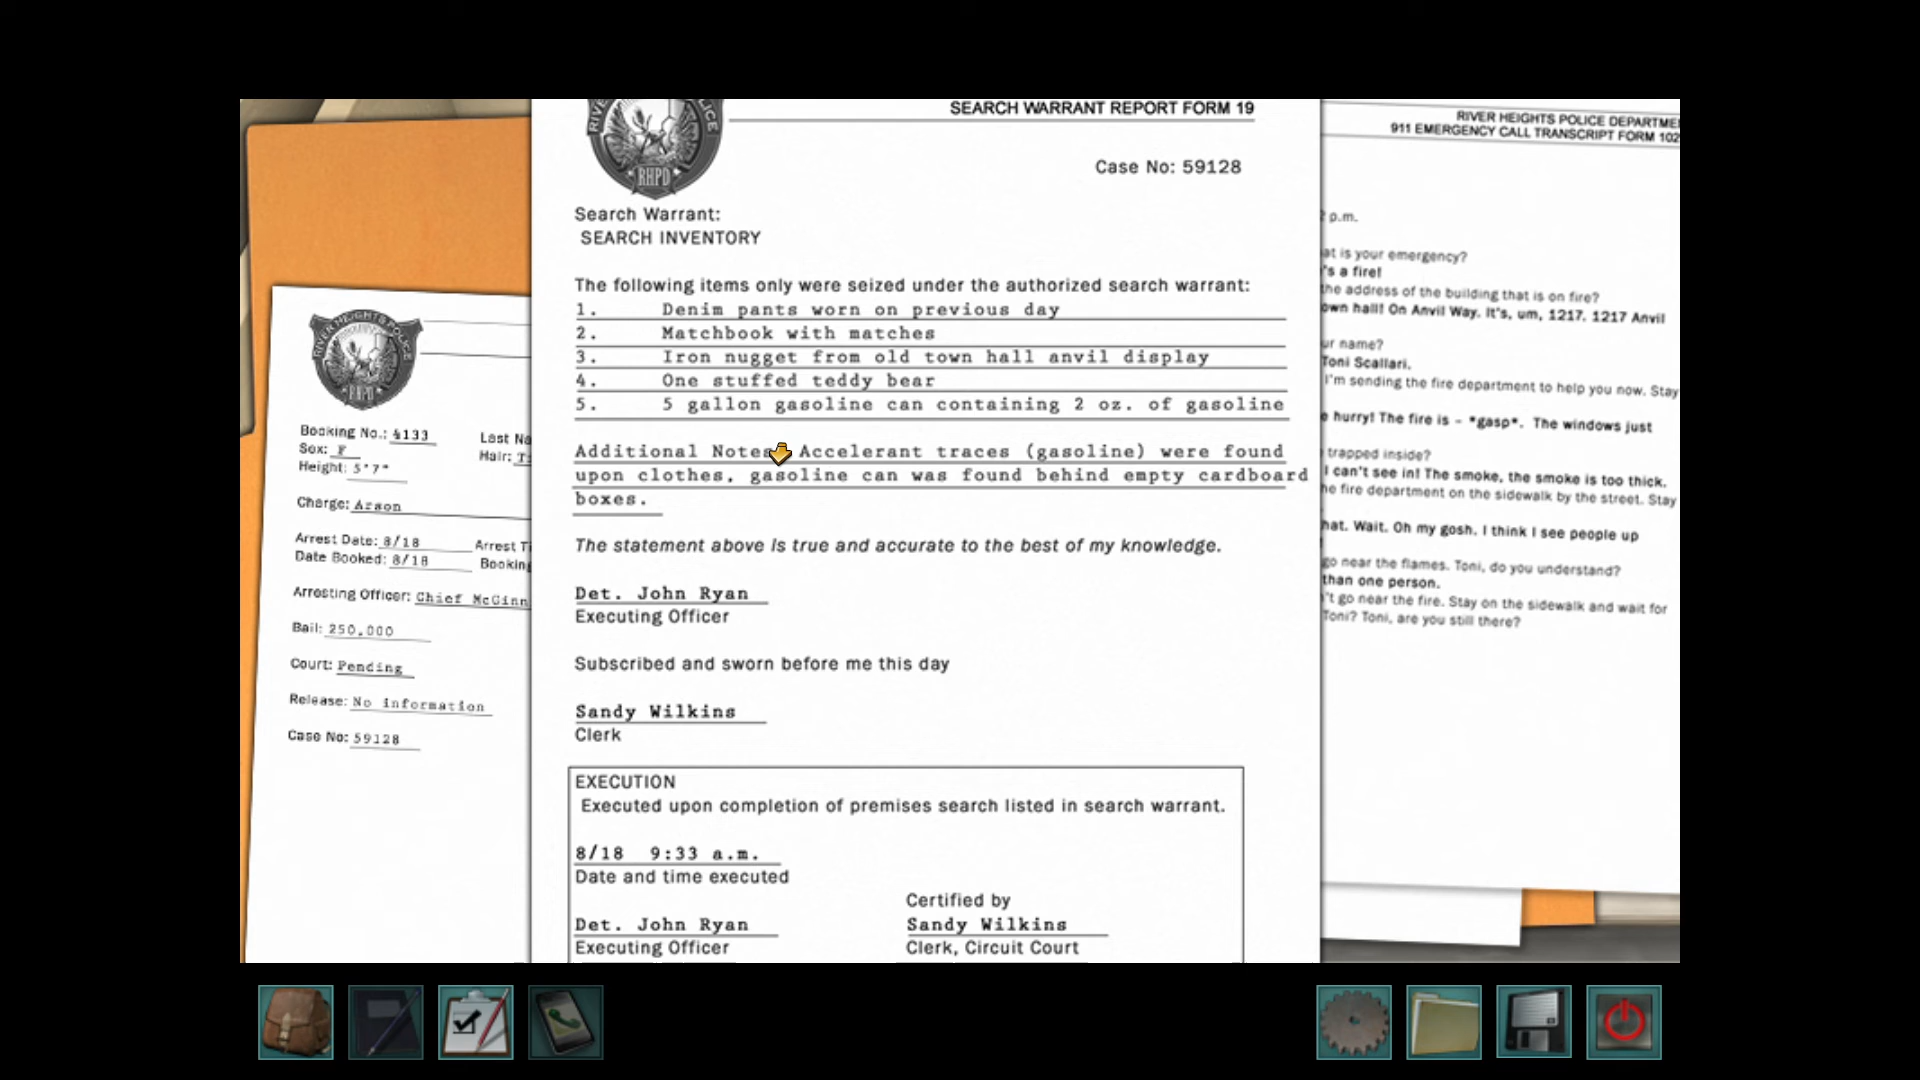 SEARCH WARRANT REPORT FORM 19
Case No: 59128
RHPD
Search Warrant:
SEARCH INVENTORY
The following items only were seized under the authorized search warrant:
1. Denim pants worn on previous day
2. Matchbook with matches
3. Iron nugget from old town hall anvil display
4. One stuffed teddy bear
5. 5 gallon gasoline can containing 2 oz. of gasoline
Additional Notes Accelerant traces (gasoline) were found
upon clothes, gasoline can was found behind empty cardboard
boxes.
The statement above is true and accurate to the best of my knowledge.
Det. John Ryan
Executing Officer
Subscribed and sworn before me this day
Sandy Wilkins
Clerk
EXECUTION
Executed upon completion of premises search listed in search warrant.
8/18 9:33 a.m.
Date and time executed
Certified by
Det. John Ryan Sandy Wilkins
Executing Officer Clerk, Circuit Court
RIVER HEIGHTS POLICE
RHPD
Booking No.: 4133 Last Na
Sex: F Hair:
Height: 5'7"
Charge: Arson
Arrest Date: 8/18 Arrest T
Date Booked: 8/18 Booking
Arresting Officer: Chief McGinn
Bail: 250,000
Court: Pending
Release: No information
Case No: 59128
RIVER HEIGHTS POLICE DEPARTME
911 EMERGENCY CALL TRANSCRIPT FORM 102
p.m.
at is your emergency?
's a fire!
the address of the building that is on fire?
own hall! On Anvil Way. It's, um, 1217. 1217 Anvil
ur name?
Toni Scallari.
I'm sending the fire department to help you now. Stay
e hurry! The fire is - *gasp*. The windows just
trapped inside?
I can't see in! The smoke, the smoke is too thick.
he fire department on the sidewalk by the street. Stay
hat. Wait. Oh my gosh. I think I see people up
go near the flames. Toni, do you understand?
than one person.
't go near the fire. Stay on the sidewalk and wait for
Toni? Toni, are you still there?